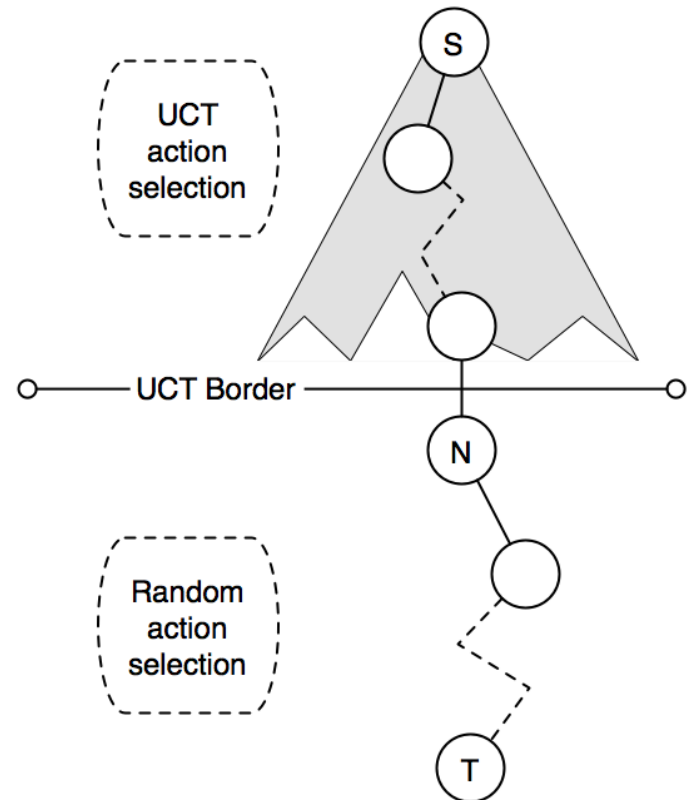 S
UCT
action
selection
UCT Border
N
Random
action
selection
T